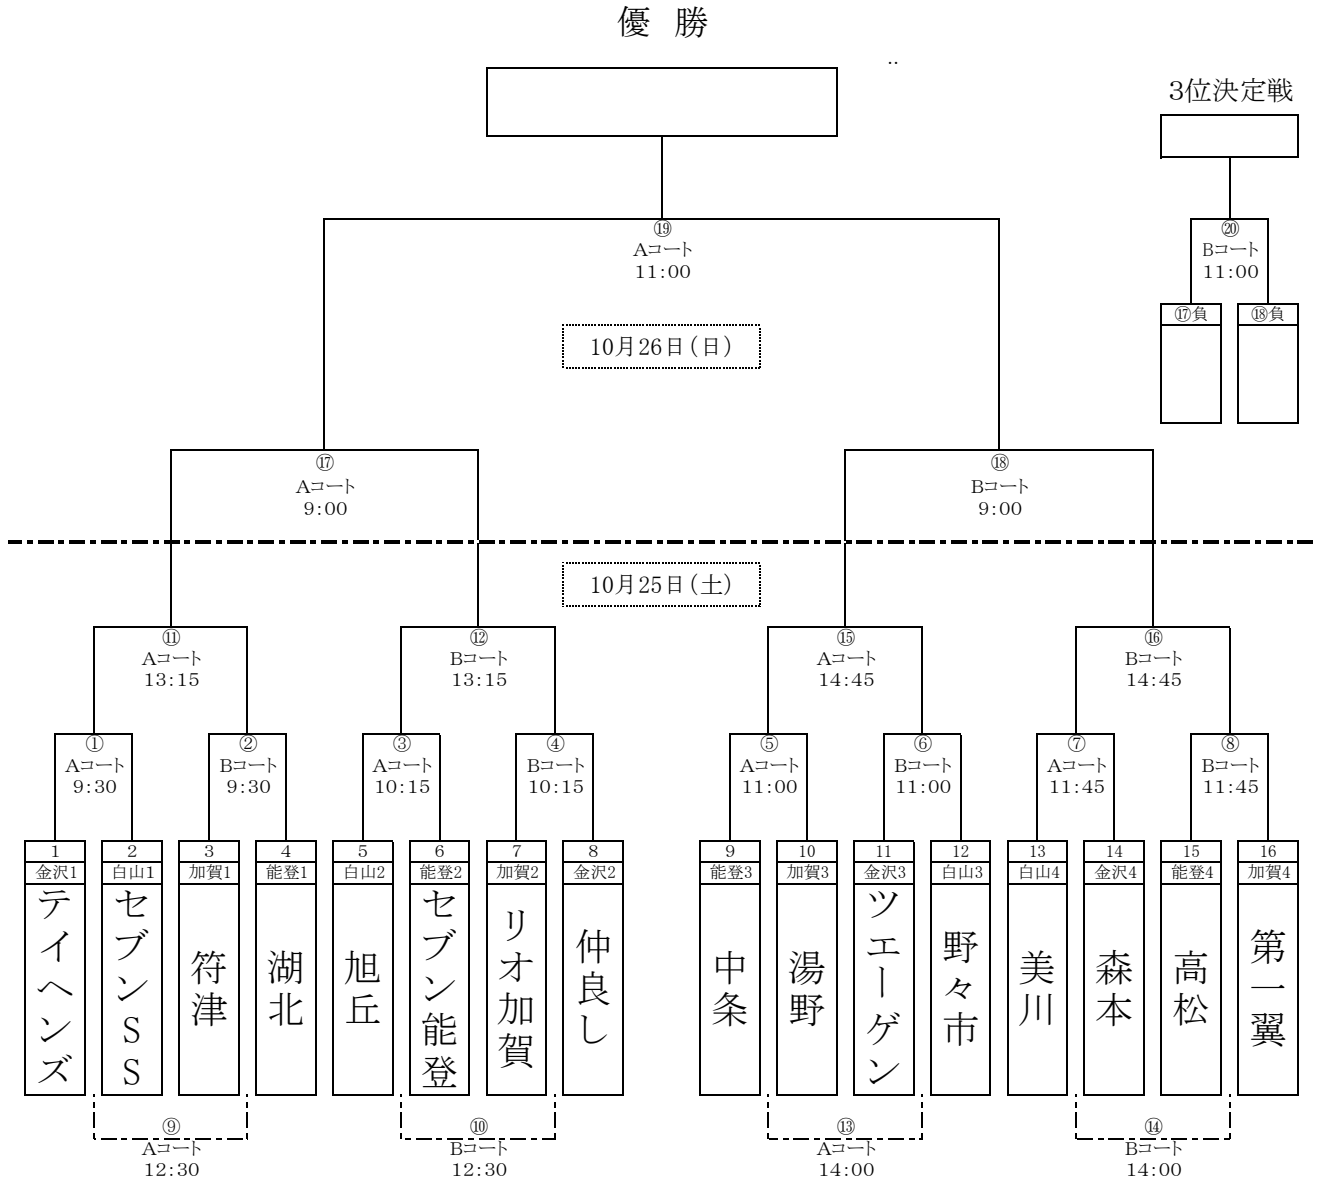 優 勝
3位決定戦
⑲
Aコート
11:00
⑳
Bコート
11:00
⑰負 ⑱負
10月26日(日)
⑰
Aコート
9:00
⑱
Bコート
9:00
10月25日(土)
⑪ ⑫ ⑮ ⑯
Aコート Bコート Aコート Bコート
13:15 13:15 14:45 14:45
① ② ③ ④ ⑤ ⑥ ⑦ ⑧
Aコート Bコート Aコート Bコート Aコート Bコート Aコート Bコート
9:30 9:30 10:15 10:15 11:00 11:00 11:45 11:45
1 2 3 4 5 6 7 8 9 10 11 12 13 14 15 16
金沢1 白山1 加賀1 能登1 白山2 能登2 加賀2 金沢2 能登3 加賀3 金沢3 白山3 白山4 金沢4 能登4 加賀4
テイヘンズ
セブンSS
符津
湖北
旭丘
セブン能登
リオ加賀
仲良し
中条
湯野
ツエーゲン
野々市
美川
森本
高松
第一翼
⑨ ⑩ ⑬ ⑭
Aコート Bコート Aコート Bコート
12:30 12:30 14:00 14:00